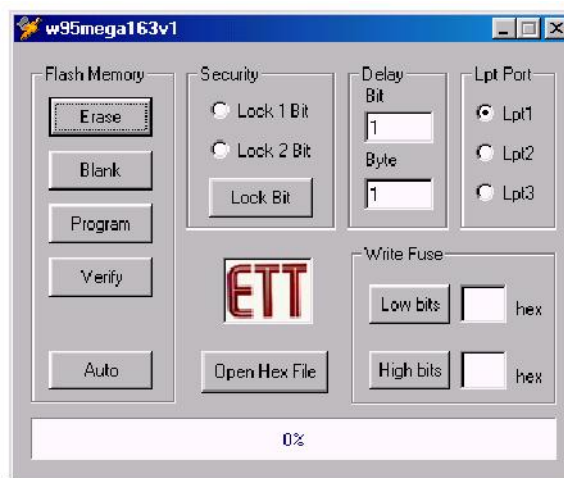 w95mega163v1
Flash Memory
Erase
Blank
Program
Verify
Auto
Security
Lock 1 Bit
Lock 2 Bit
Lock Bit
Delay
Bit
1
Byte
1
Lpt Port
Lpt1
Lpt2
Lpt3
ETT
Open Hex File
Write Fuse
Low bits
hex
High bits
hex
0%